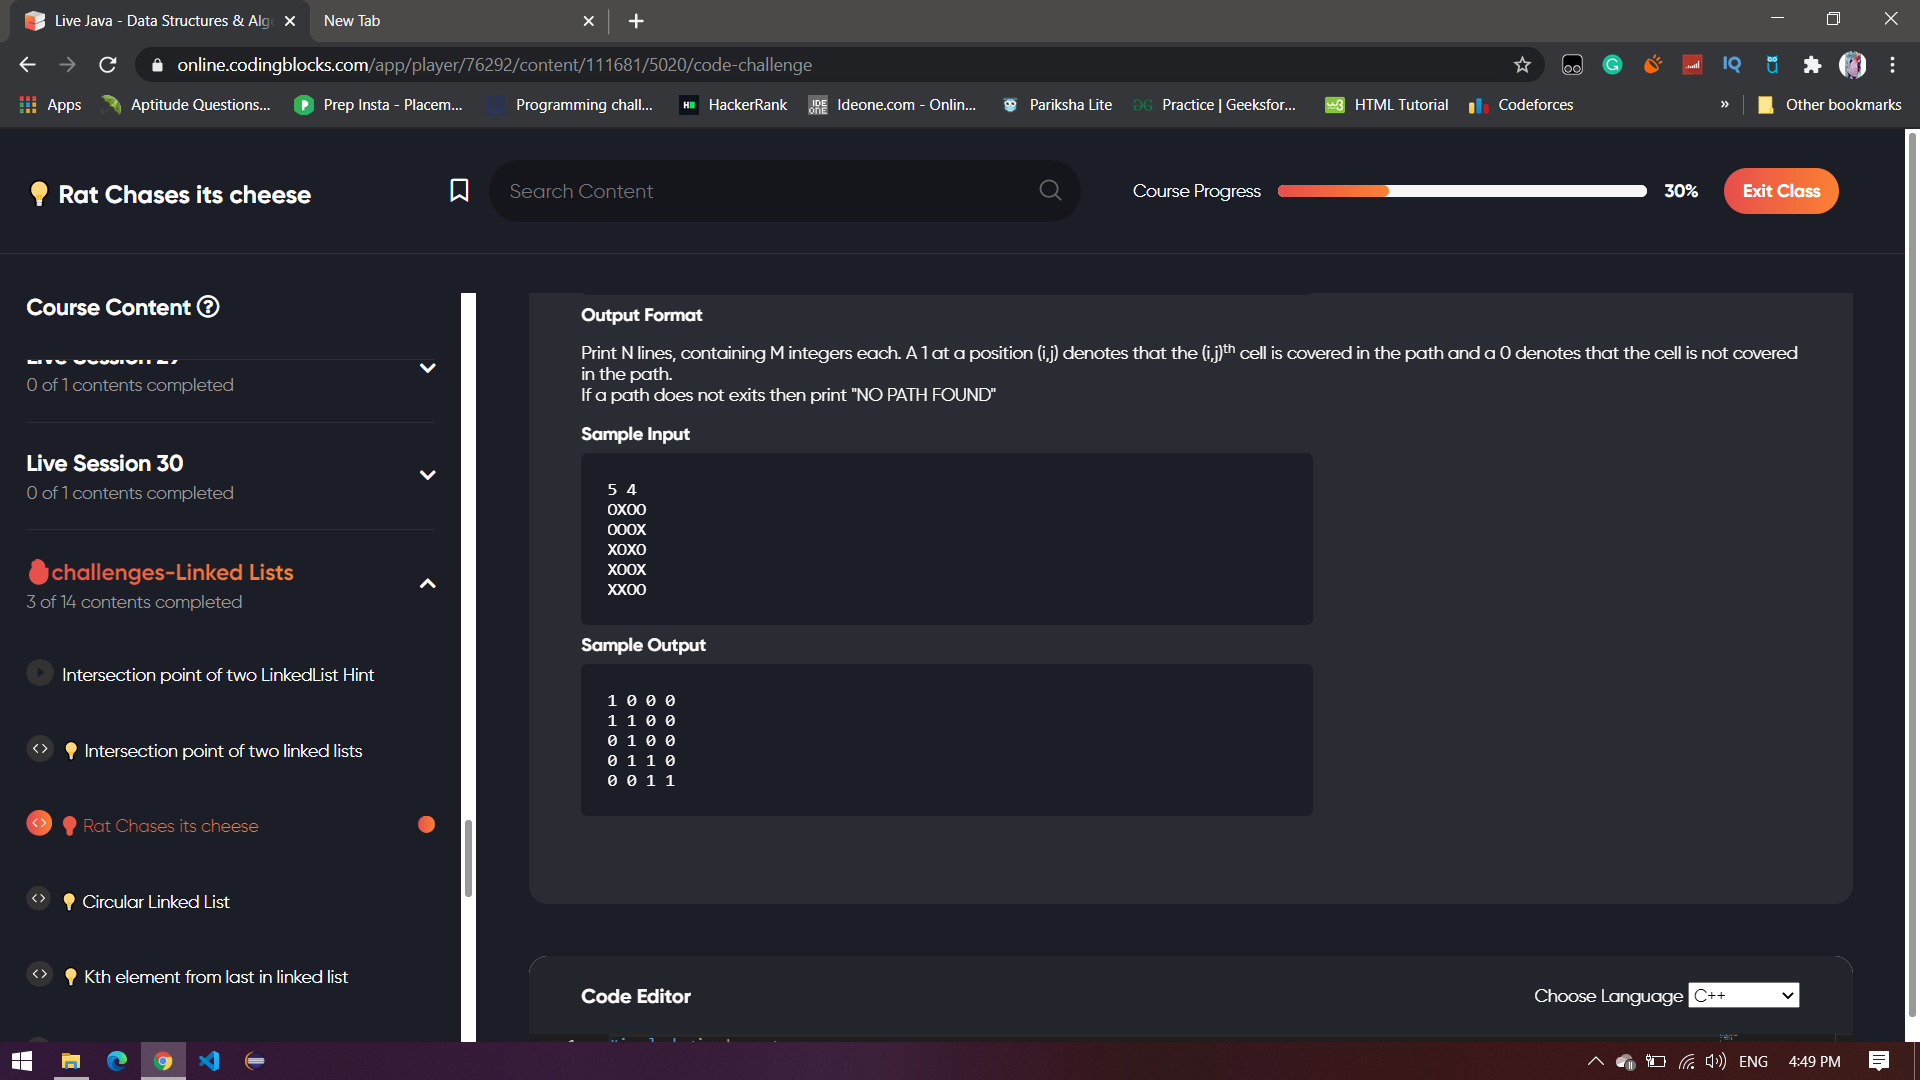 Live Java - Data Structures & Algo
New Tab
online.codingblocks.com/app/player/76292/content/111681/5020/code-challenge
Apps
Aptitude Questions...
Prep Insta - Placem...
Programming chall...
HackerRank
Ideone.com - Onlin...
Pariksha Lite
Practice | Geeksfor...
HTML Tutorial
Codeforces
»
Other bookmarks
Rat Chases its cheese
Search Content
Course Progress
30%
Exit Class
Course Content
Live Session 29
0 of 1 contents completed
Live Session 30
0 of 1 contents completed
challenges-Linked Lists
3 of 14 contents completed
Intersection point of two LinkedList Hint
Intersection point of two linked lists
Rat Chases its cheese
Circular Linked List
Kth element from last in linked list
Output Format
Print N lines, containing M integers each. A 1 at a position (i,j) denotes that the (i,j)th cell is covered in the path and a 0 denotes that the cell is not covered
in the path.
If a path does not exits then print "NO PATH FOUND"
Sample Input
5 4
OXOO
OOOX
XOXO
XOOX
XXOO
Sample Output
1 0 0 0
1 1 0 0
0 1 0 0
0 1 1 0
0 0 1 1
Code Editor
Choose Language
C++
ENG
4:49 PM